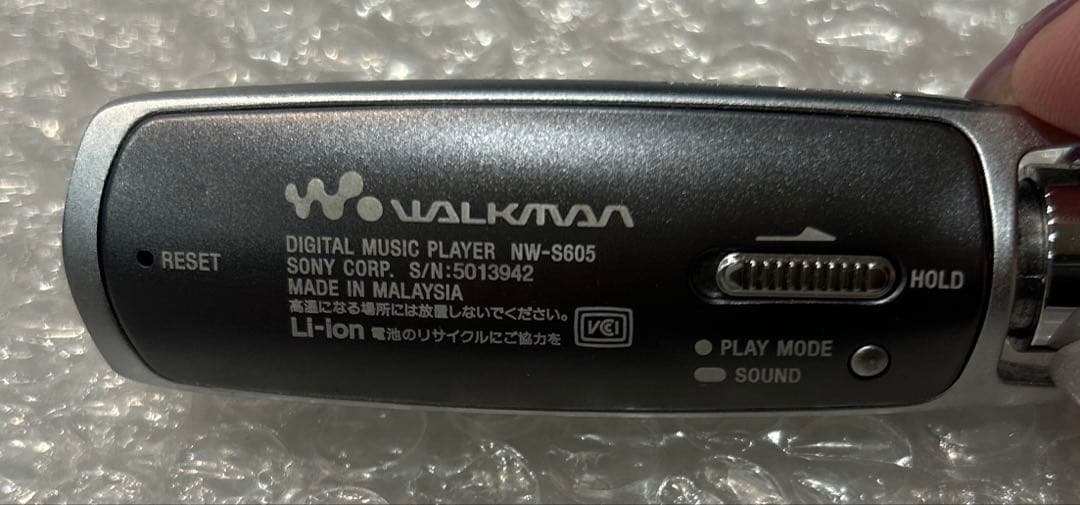 WALKMAN
DIGITAL MUSIC PLAYER NW-S605
SONY CORP. S/N:5013942
MADE IN MALAYSIA
高温になる場所には放置しないでください。
Li-ion 電池のリサイクルにご協力を
VCI
RESET
HOLD
PLAY MODE
SOUND